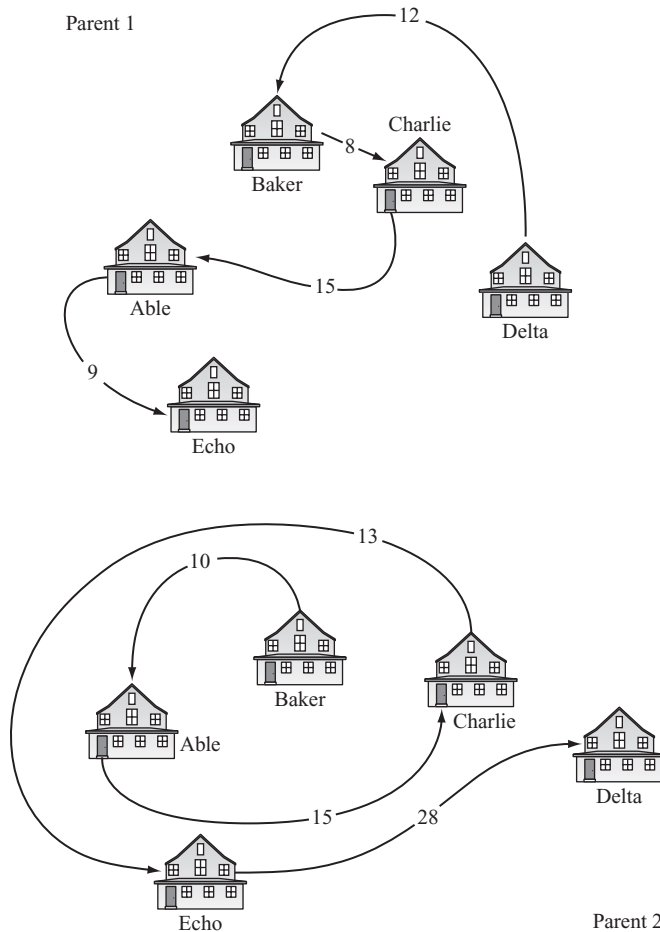 Parent 1
12
Charlie
8
Baker
15
Able
Delta
9
Echo
13
10
Baker
Charlie
Able
Delta
15
28
Echo
Parent 2